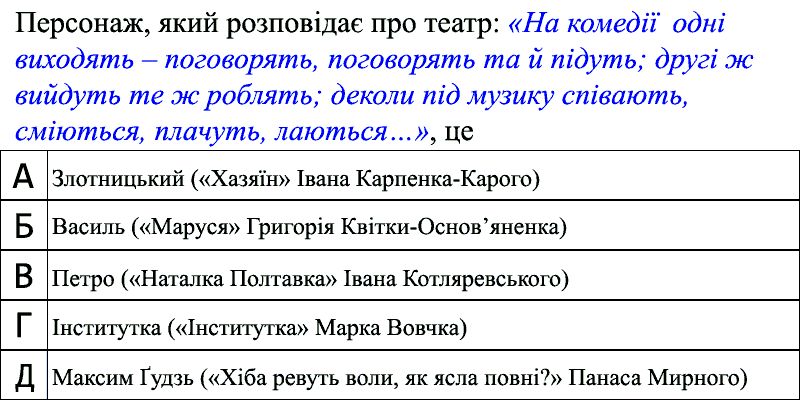 Персонаж, який розповідає про театр: «На комедії одні
виходять – поговорять, поговорять та й підуть; другі ж
вийдуть те ж роблять; деколи під музику співають,
сміються, плачуть, лаються…», це
А Злотницький («Хазяїн» Івана Карпенка-Карого)
Б Василь («Маруся» Григорія Квітки-Основ’яненка)
В Петро («Наталка Полтавка» Івана Котляревського)
Г Інститутка («Інститутка» Марка Вовчка)
Д Максим Ґудзь («Хіба ревуть воли, як ясла повні?» Панаса Мирного)